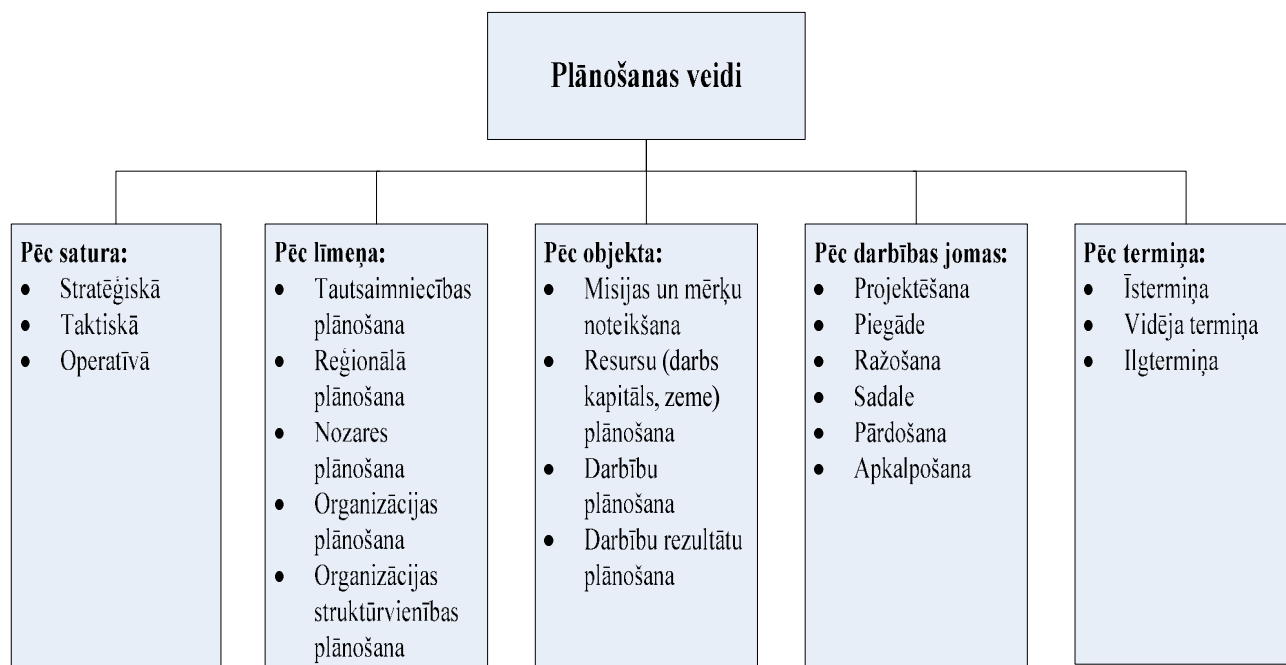 Plānošanas veidi
Pēc satura:
• Stratēģiskā
• Taktiskā
• Operatīvā
Pēc līmeņa:
• Tautsaimniecības
plānošana
• Reģionālā
plānošana
• Nozares
plānošana
• Organizācijas
plānošana
• Organizācijas
struktūrvienības
plānošana
Pēc objekta:
• Misijas un mērķu
noteikšana
• Resursu (darbs
kapitāls, zeme)
plānošana
• Darbību
plānošana
• Darbību rezultātu
plānošana
Pēc darbības jomas:
• Projektēšana
• Piegāde
• Ražošana
• Sadale
• Pārdošana
• Apkalpošana
Pēc termiņa:
• Īstermiņa
• Vidēja termiņa
• Ilgtermiņa